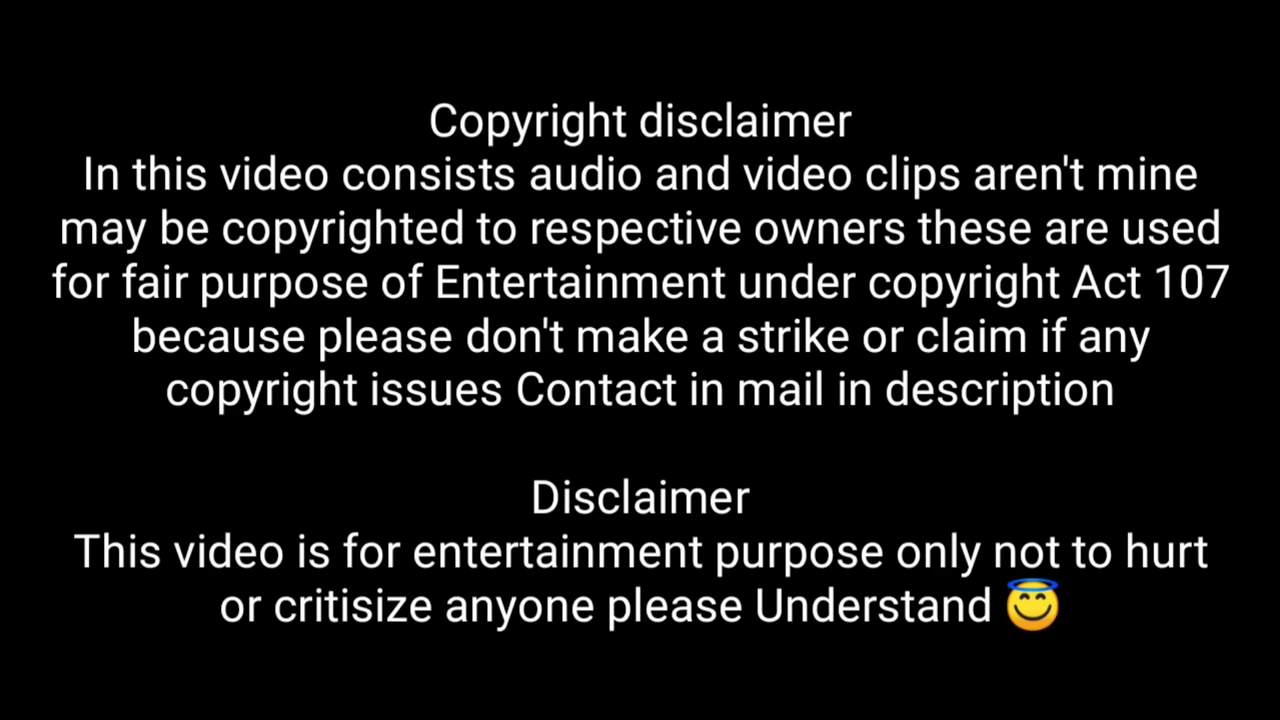 Copyright disclaimer
In this video consists audio and video clips aren't mine
may be copyrighted to respective owners these are used
for fair purpose of Entertainment under copyright Act 107
because please don't make a strike or claim if any
copyright issues Contact in mail in description
Disclaimer
This video is for entertainment purpose only not to hurt
or critisize anyone please Understand 😇